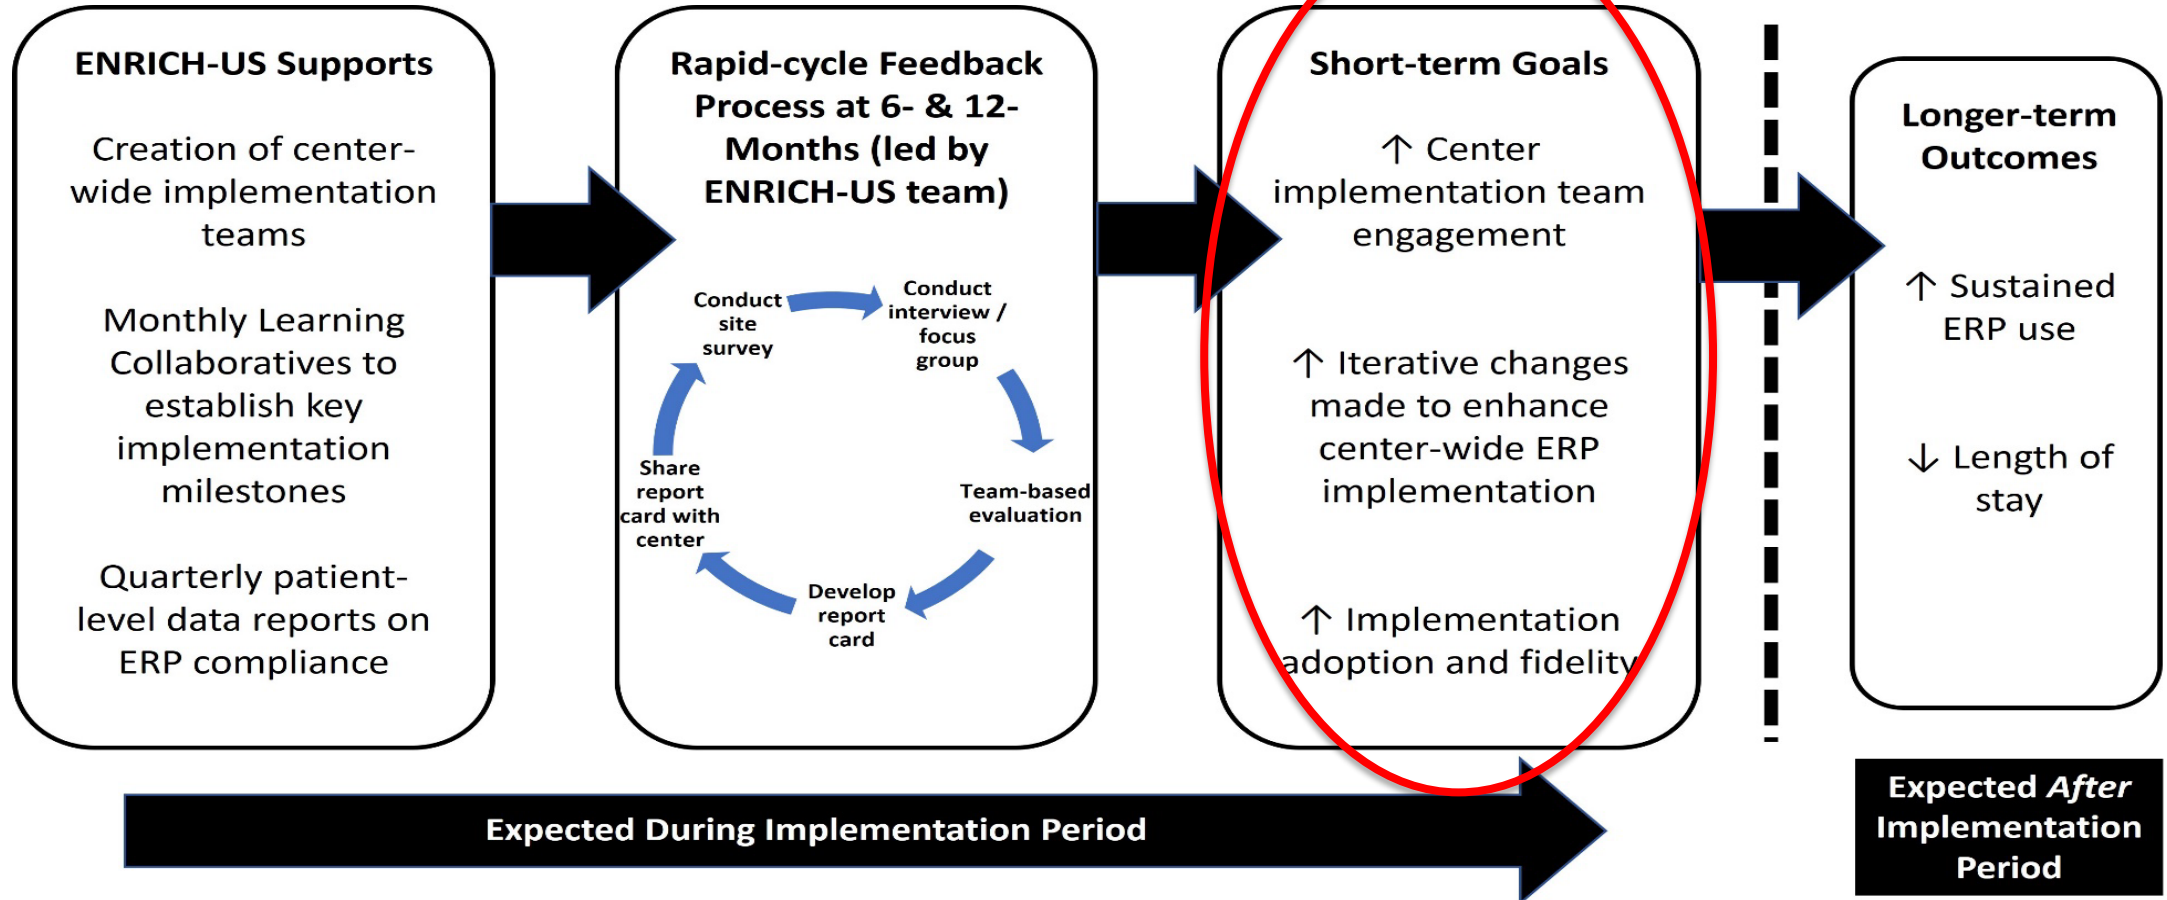 ENRICH-US Supports
Creation of center-
wide implementation
teams
Monthly Learning
Collaboratives to
establish key
implementation
milestones
Quarterly patient-
level data reports on
ERP compliance
Rapid-cycle Feedback
Process at 6- & 12-
Months (led by
ENRICH-US team)
Conduct
site
survey
Conduct
interview /
focus
group
Team-based
evaluation
Develop
report
card
Share
report
card with
center
Short-term Goals
↑ Center
implementation team
engagement
↑ Iterative changes
made to enhance
center-wide ERP
implementation
↑ Implementation
adoption and fidelity
Longer-term
Outcomes
↑ Sustained
ERP use
↓ Length of
stay
Expected During Implementation Period
Expected After
Implementation
Period